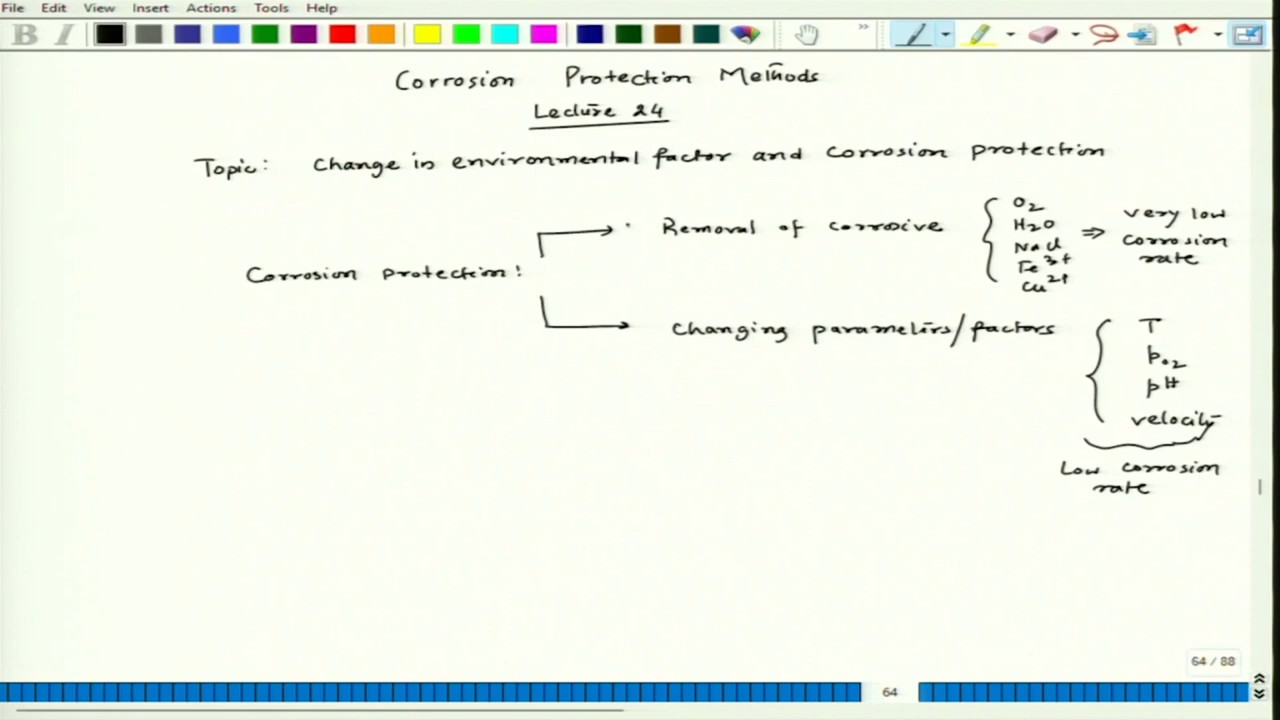 File Edit View Insert Actions Tools Help
B I
Corrosion Protection Methods
Lecture 24
Topic: Change in environmental factor and corrosion protection
Corrosion protection:
Removal of corrosive
O2
H2O
NaCl
Fe3+
Cu2+
⇒ very low
corrosion
rate
Changing parameters/factors
T
pO2
pH
velocity
Low corrosion
rate
64 / 88
64